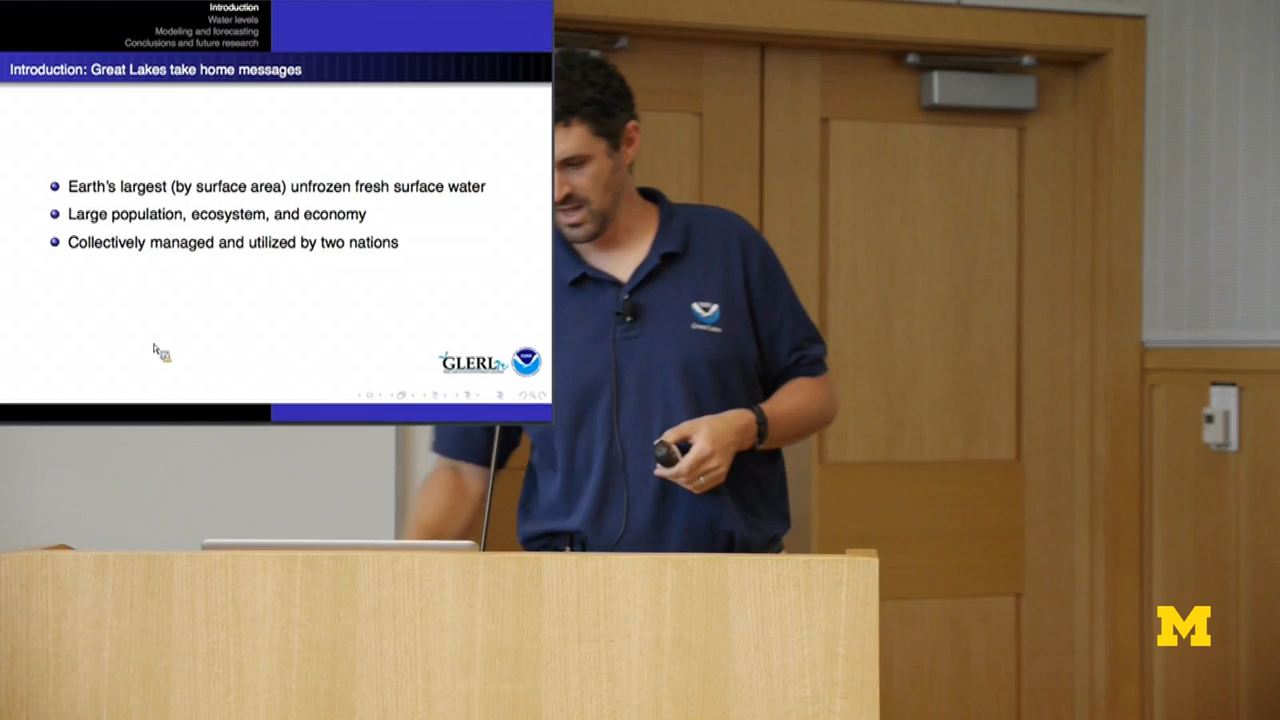 Introduction
Water levels
Modeling and forecasting
Conclusions and future research
Introduction: Great Lakes take home messages
Earth's largest (by surface area) unfrozen fresh surface water
Large population, ecosystem, and economy
Collectively managed and utilized by two nations
GLERL
M